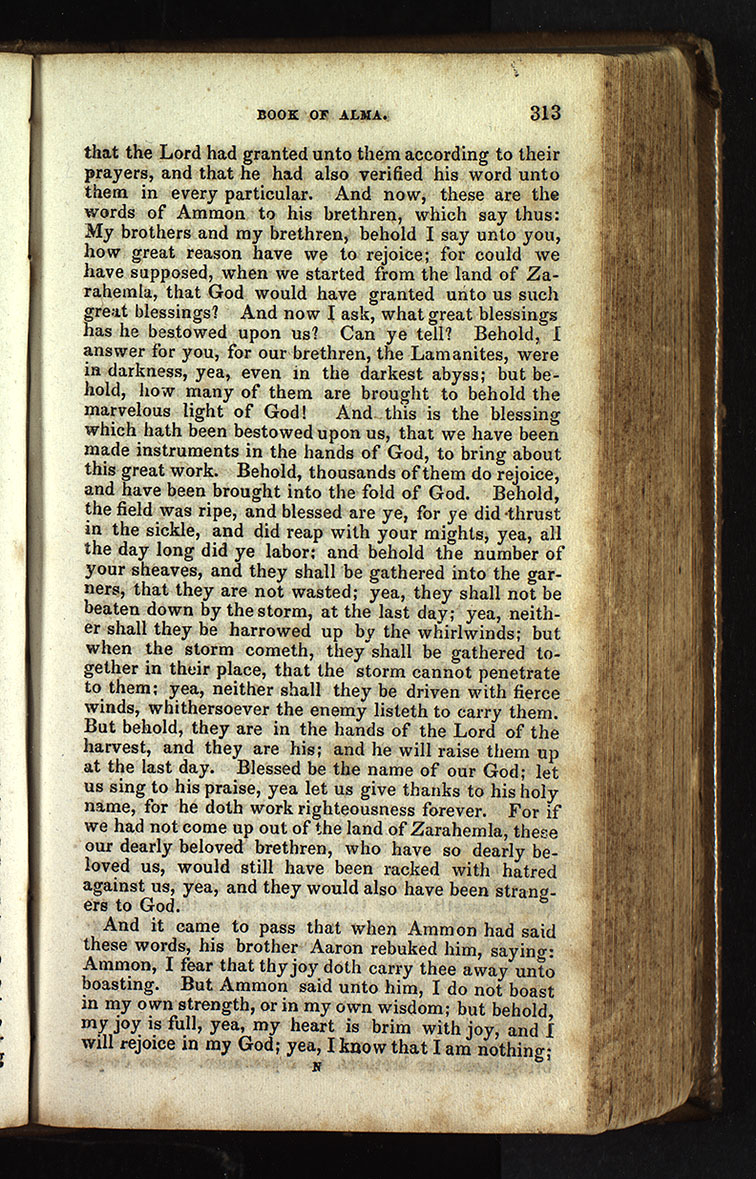 BOOK OF ALMA. 313
that the Lord had granted unto them according to their
prayers, and that he had also verified his word unto
them in every particular. And now, these are the
words of Ammon to his brethren, which say thus:
My brothers and my brethren, behold I say unto you,
how great reason have we to rejoice; for could we
have supposed, when we started from the land of Za-
rahemla, that God would have granted unto us such
great blessings? And now I ask, what great blessings
has he bestowed upon us? Can ye tell? Behold, I
answer for you, for our brethren, the Lamanites, were
in darkness, yea, even in the darkest abyss; but be-
hold, how many of them are brought to behold the
marvelous light of God! And this is the blessing
which hath been bestowed upon us, that we have been
made instruments in the hands of God, to bring about
this great work. Behold, thousands of them do rejoice,
and have been brought into the fold of God. Behold,
the field was ripe, and blessed are ye, for ye did thrust
in the sickle, and did reap with your mights, yea, all
the day long did ye labor: and behold the number of
your sheaves, and they shall be gathered into the gar-
ners, that they are not wasted; yea, they shall not be
beaten down by the storm, at the last day; yea, neith-
er shall they be harrowed up by the whirlwinds; but
when the storm cometh, they shall be gathered to-
gether in their place, that the storm cannot penetrate
to them; yea, neither shall they be driven with fierce
winds, whithersoever the enemy listeth to carry them.
But behold, they are in the hands of the Lord of the
harvest, and they are his; and he will raise them up
at the last day. Blessed be the name of our God; let
us sing to his praise, yea let us give thanks to his holy
name, for he doth work righteousness forever. For if
we had not come up out of the land of Zarahemla, these
our dearly beloved brethren, who have so dearly be-
loved us, would still have been racked with hatred
against us, yea, and they would also have been strang-
ers to God.
And it came to pass that when Ammon had said
these words, his brother Aaron rebuked him, saying:
Ammon, I fear that thy joy doth carry thee away unto
boasting. But Ammon said unto him, I do not boast
in my own strength, or in my own wisdom; but behold,
my joy is full, yea, my heart is brim with joy, and I
will rejoice in my God; yea, I know that I am nothing;
N